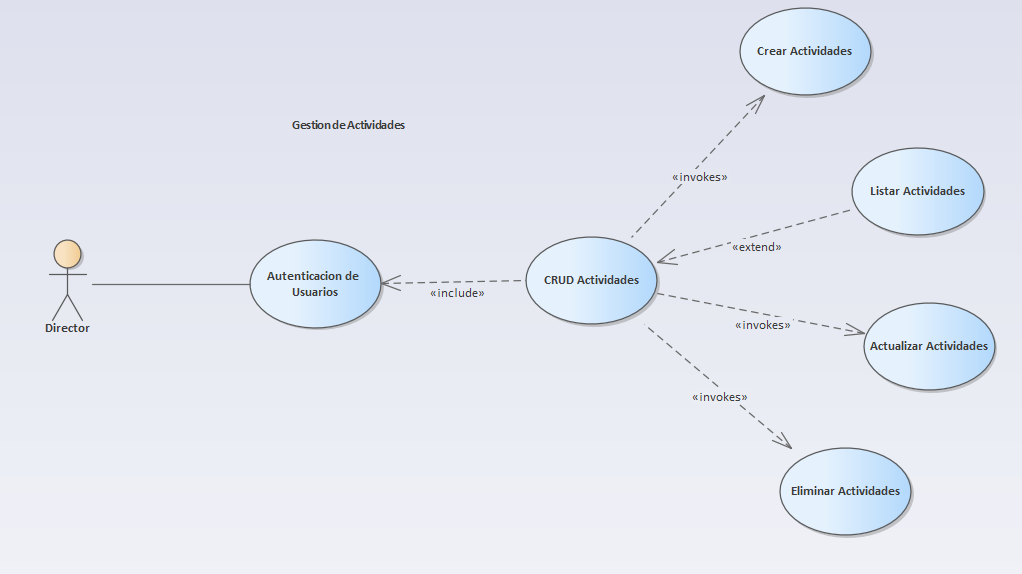 Crear Actividades
Gestion de Actividades
«invokes»
Listar Actividades
«extend»
Autenticacion de
Usuarios
CRUD Actividades
«include»
Director
«invokes»
Actualizar Actividades
«invokes»
Eliminar Actividades